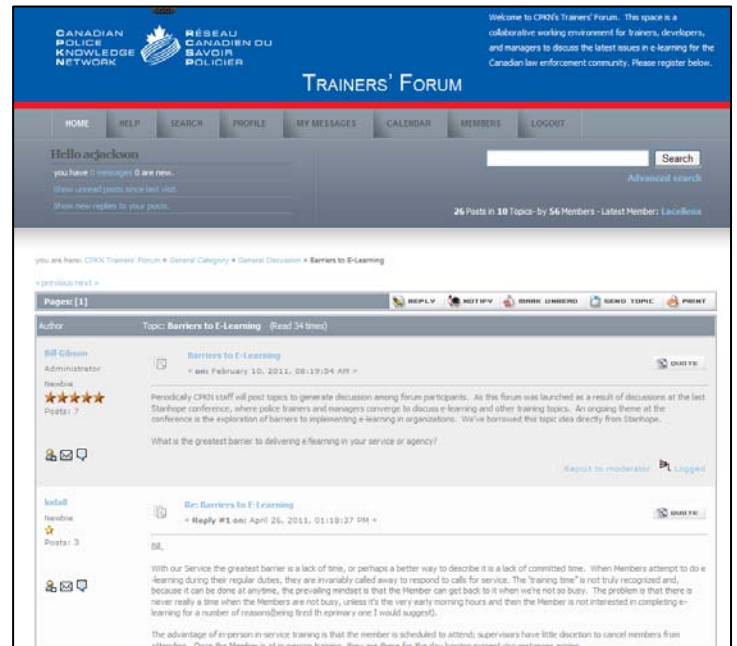 CANADIAN
POLICE
KNOWLEDGE
NETWORK
RÉSEAU
CANADIEN DU
SAVOIR
POLICIER
TRAINERS' FORUM
Welcome to CPKN's Trainers' Forum. This space is a
collaborative working environment for trainers, developers,
and managers to discuss the latest issues in e-learning for the
Canadian law enforcement community. Please register below.
HOME HELP SEARCH PROFILE MY MESSAGES CALENDAR MEMBERS LOGOUT
Hello acjackson
you have 0 messages 0 are new.
Show unread posts since last visit.
Show new replies to your posts.
Search
Advanced search
26 Posts in 10 Topics- by 56 Members - Latest Member: Lacellena
you are here: CPKN Trainers' Forum » General Category » General Discussion » Barriers to E-Learning
« previous next »
Pages: [1]
REPLY NOTIFY MARK UNREAD SEND TOPIC PRINT
Author Topic: Barriers to E-Learning (Read 34 times)
Bill Gibson
Administrator
Newbie
Posts: 7
Barriers to E-Learning
« on: February 10, 2011, 08:19:54 AM »
QUOTE
Periodically CPKN staff will post topics to generate discussion among forum participants. As this forum was launched as a result of discussions at the last
Stanhope conference, where police trainers and managers converge to discuss e-learning and other training topics. An ongoing theme at the
conference is the exploration of barriers to implementing e-learning in organizations. We've borrowed this topic idea directly from Stanhope.
What is the greatest barrier to delivering e-learning in your service or agency?
Report to moderator Logged
Newbie
Posts: 3
Re: Barriers to E-Learning
« Reply #1 on: April 26, 2011, 01:18:37 PM »
QUOTE
Bill,
With our Service the greatest barrier is a lack of time, or perhaps a better way to describe it is a lack of committed time. When Members attempt to do e
-learning during their regular duties, they are invariably called away to respond to calls for service. The "training time" is not truly recognized and,
because it can be done at anytime, the prevailing mindset is that the Member can get back to it when we're not so busy. The problem is that there is
never really a time when the Members are not busy, unless it's the very early morning hours and then the Member is not interested in completing e-
learning for a number of reasons(being tired th eprimary one I would suggest).
The advantage of in-person in-service training is that the member is scheduled to attend; supervisors have little discetion to cancel members from